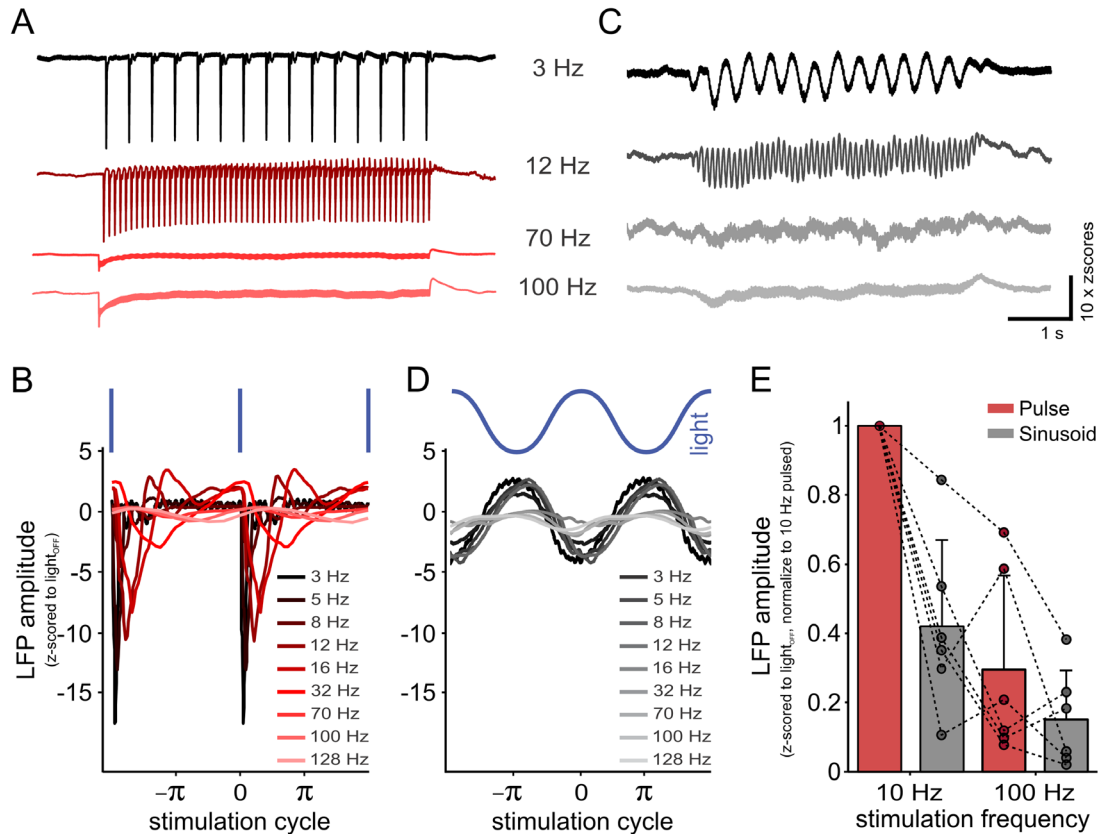 A
C
3 Hz
12 Hz
70 Hz
100 Hz
10 x zscores
1 s
B
D
E
light
Pulse
Sinusoid
LFP amplitude
(z-scored to lightOFF)
5
0
-5
-10
-15
3 Hz
5 Hz
8 Hz
12 Hz
16 Hz
32 Hz
70 Hz
100 Hz
128 Hz
−π
0
π
stimulation cycle
5
0
-5
-10
-15
3 Hz
5 Hz
8 Hz
12 Hz
16 Hz
32 Hz
70 Hz
100 Hz
128 Hz
−π
0
π
stimulation cycle
LFP amplitude
(z-scored to lightOFF, normalize to 10 Hz pulsed)
1
0.8
0.6
0.4
0.2
0
10 Hz
100 Hz
stimulation frequency